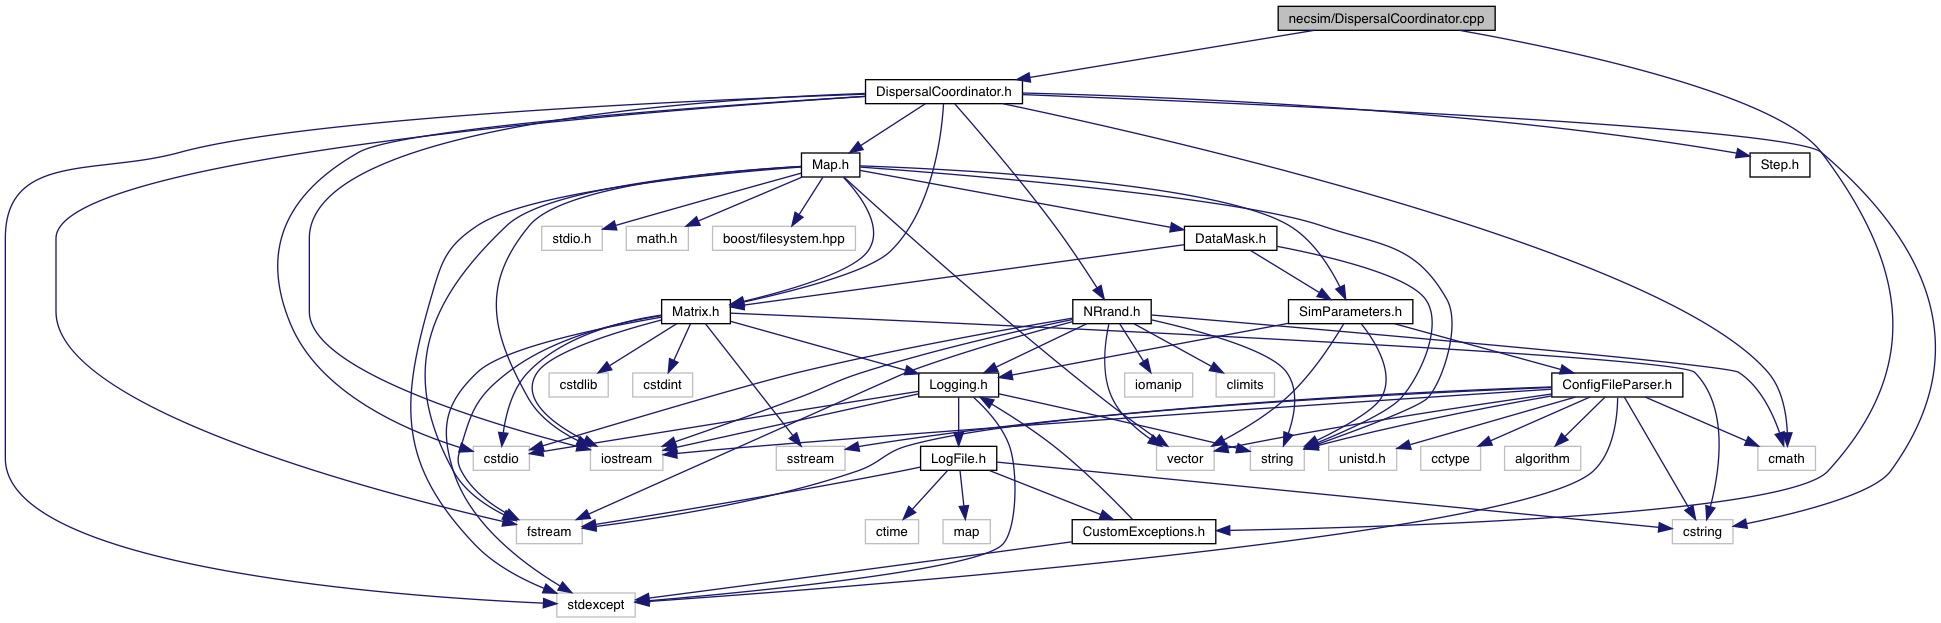 necsim/DispersalCoordinator.cpp
DispersalCoordinator.h
Map.h
Step.h
stdio.h
math.h
boost/filesystem.hpp
DataMask.h
Matrix.h
NRrand.h
SimParameters.h
cstdlib
cstdint
Logging.h
iomanip
climits
ConfigFileParser.h
cstdio
iostream
sstream
LogFile.h
vector
string
unistd.h
cctype
algorithm
cmath
fstream
ctime
map
CustomExceptions.h
cstring
stdexcept